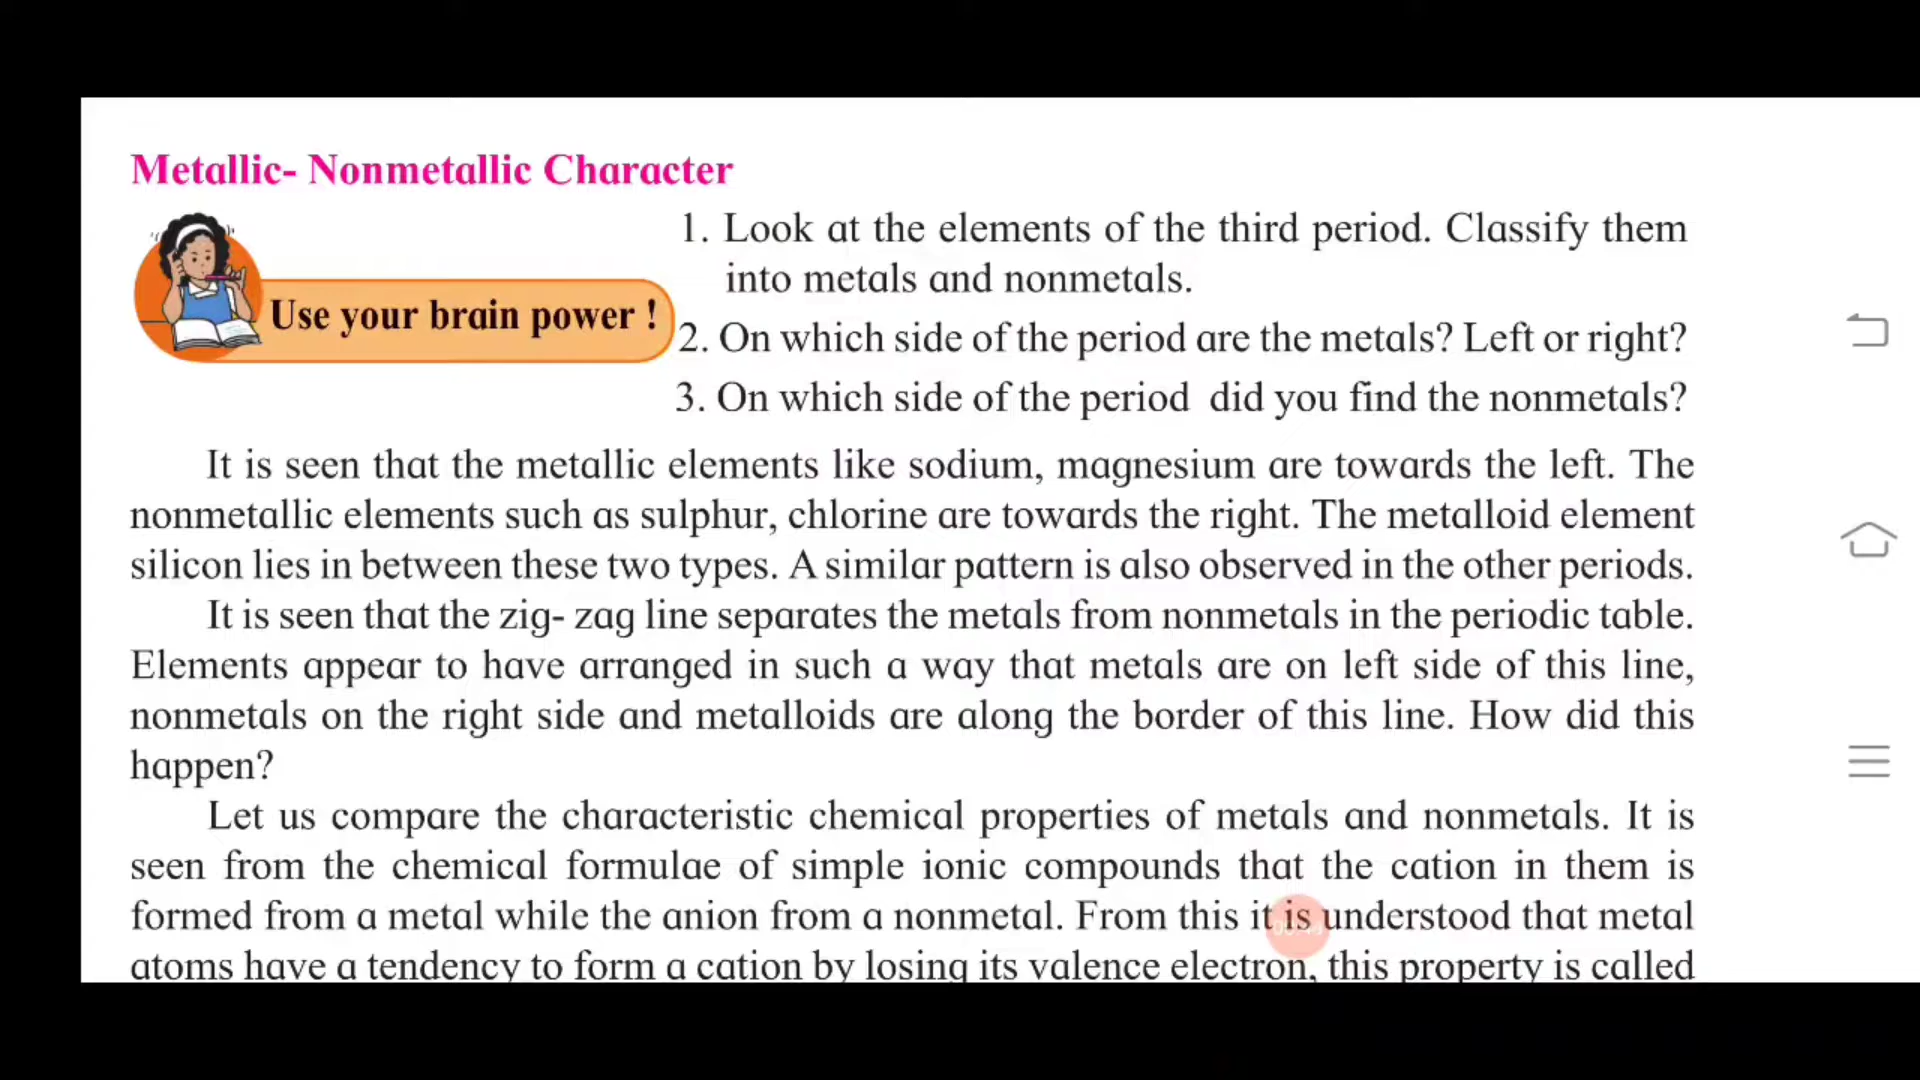 Metallic- Nonmetallic Character
Use your brain power !
1. Look at the elements of the third period. Classify them
into metals and nonmetals.
2. On which side of the period are the metals? Left or right?
3. On which side of the period did you find the nonmetals?
It is seen that the metallic elements like sodium, magnesium are towards the left. The
nonmetallic elements such as sulphur, chlorine are towards the right. The metalloid element
silicon lies in between these two types. A similar pattern is also observed in the other periods.
It is seen that the zig- zag line separates the metals from nonmetals in the periodic table.
Elements appear to have arranged in such a way that metals are on left side of this line,
nonmetals on the right side and metalloids are along the border of this line. How did this
happen?
Let us compare the characteristic chemical properties of metals and nonmetals. It is
seen from the chemical formulae of simple ionic compounds that the cation in them is
formed from a metal while the anion from a nonmetal. From this it is understood that metal
atoms have a tendency to form a cation by losing its valence electron, this property is called